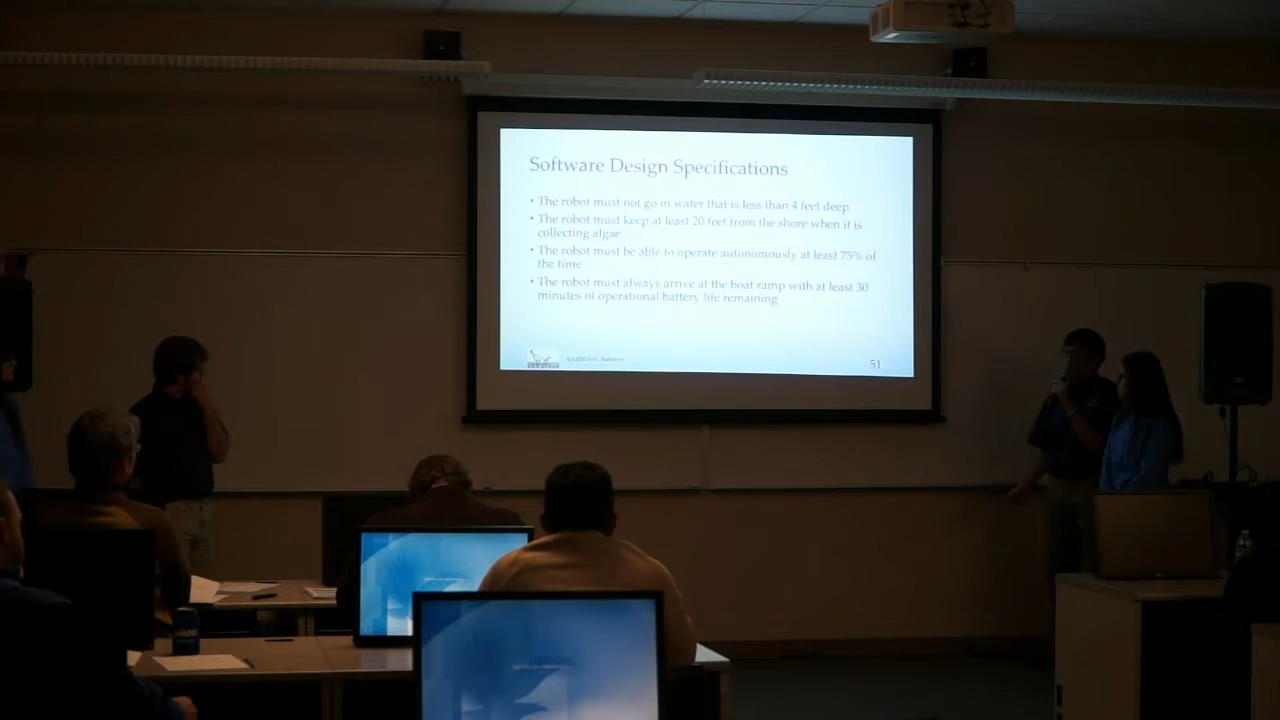 Software Design Specifications
• The robot must not go in water that is less than 4 feet deep
• The robot must keep at least 20 feet from the shore when it is
collecting algae
• The robot must be able to operate autonomously at least 75% of
the time
• The robot must always arrive at the boat ramp with at least 30
minutes of operational battery life remaining
51